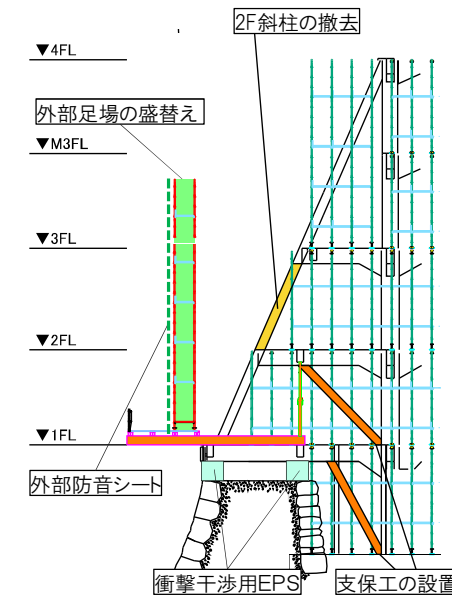 2F斜柱の撤去
▼4FL
外部足場の盛替え
▼M3FL
▼3FL
▼2FL
▼1FL
外部防音シート
衝撃干渉用EPS
支保工の設置